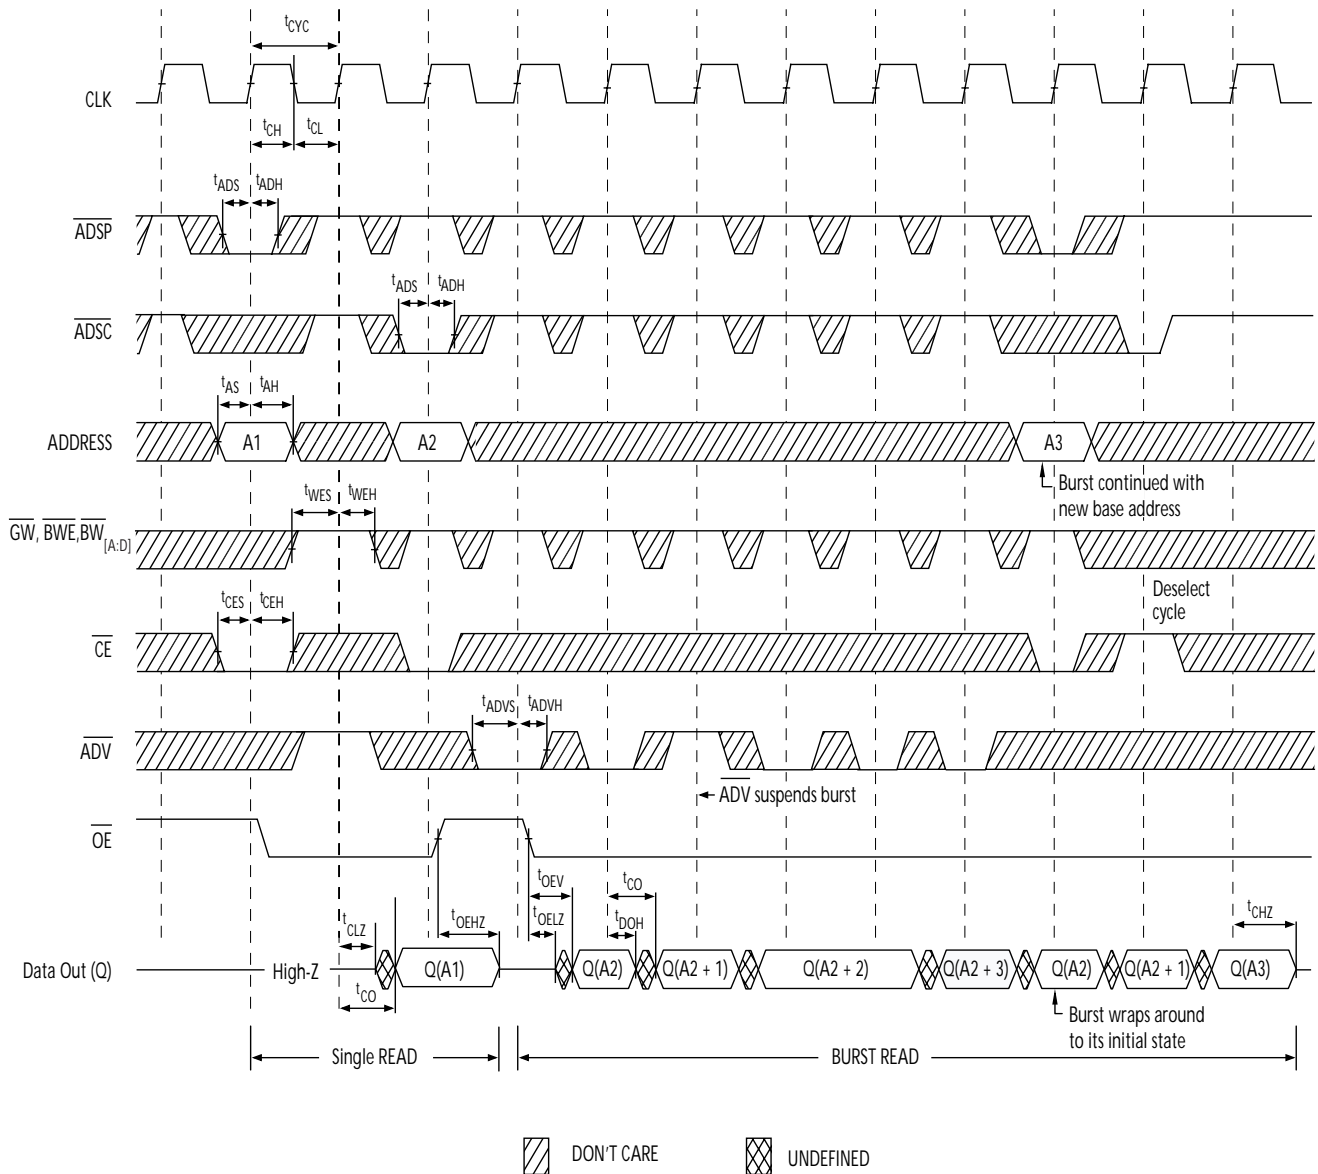 tCYC
CLK
tCH tCL
tADS tADH
ADSP
tADS tADH
ADSC
tAS tAH
ADDRESS A1 A2 A3
Burst continued with
new base address
tWES tWEH
GW, BWE,BW[A:D]
Deselect
cycle
tCES tCEH
CE
tADVS tADVH
ADV
ADV suspends burst
OE
tOEV tCO
tCLZ tOEHZ tOELZ tDOH tCHZ
Data Out (Q) High-Z Q(A1) Q(A2) Q(A2 + 1) Q(A2 + 2) Q(A2 + 3) Q(A2) Q(A2 + 1) Q(A3)
tCO
Burst wraps around
to its initial state
Single READ BURST READ
DON'T CARE UNDEFINED